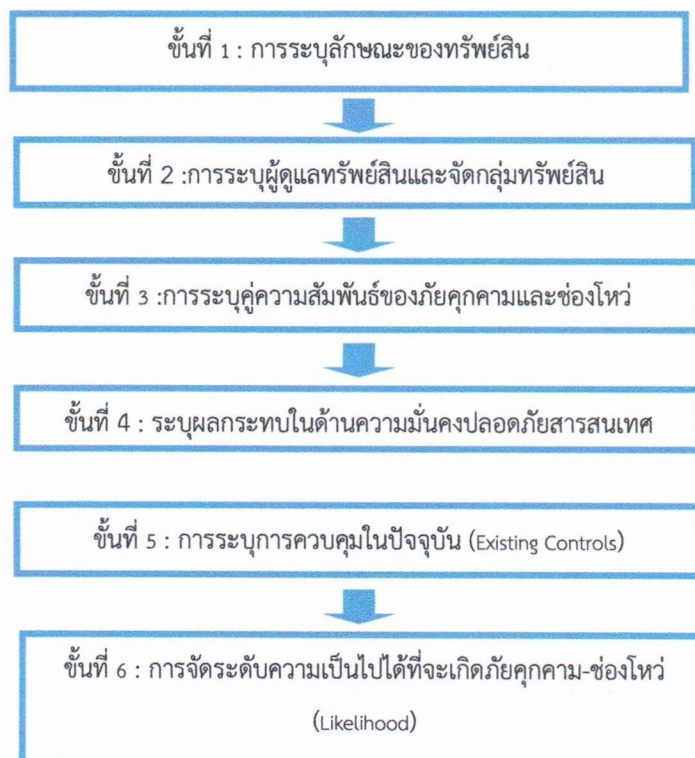 ขั้นที่ 1 : การระบุลักษณะของทรัพย์สิน
ขั้นที่ 2 :การระบุผู้ดูแลทรัพย์สินและจัดกลุ่มทรัพย์สิน
ขั้นที่ 3 :การระบุคู่ความสัมพันธ์ของภัยคุกคามและช่องโหว่
ขั้นที่ 4 : ระบุผลกระทบในด้านความมั่นคงปลอดภัยสารสนเทศ
ขั้นที่ 5 : การระบุการควบคุมในปัจจุบัน (Existing Controls)
ขั้นที่ 6 : การจัดระดับความเป็นไปได้ที่จะเกิดภัยคุกคาม-ช่องโหว่
(Likelihood)